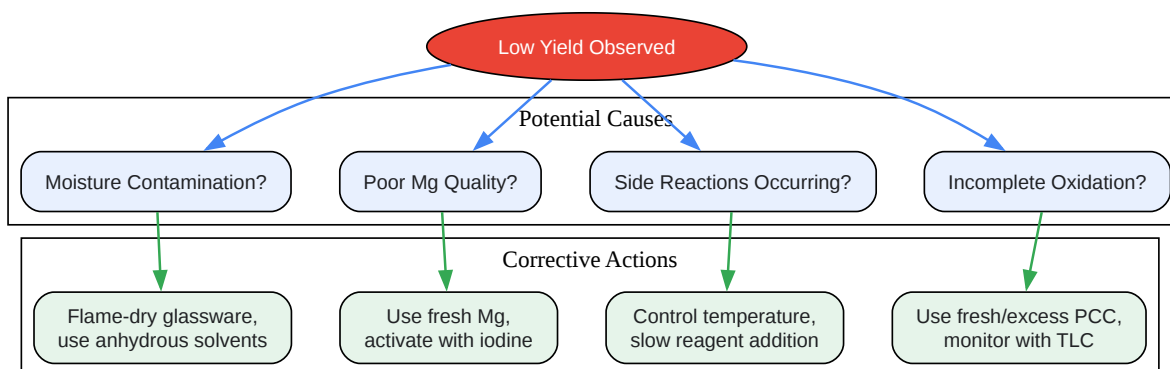 Low Yield Observed
Potential Causes
Moisture Contamination?
Poor Mg Quality?
Side Reactions Occurring?
Incomplete Oxidation?
Corrective Actions
Flame-dry glassware,
use anhydrous solvents
Use fresh Mg,
activate with iodine
Control temperature,
slow reagent addition
Use fresh/excess PCC,
monitor with TLC